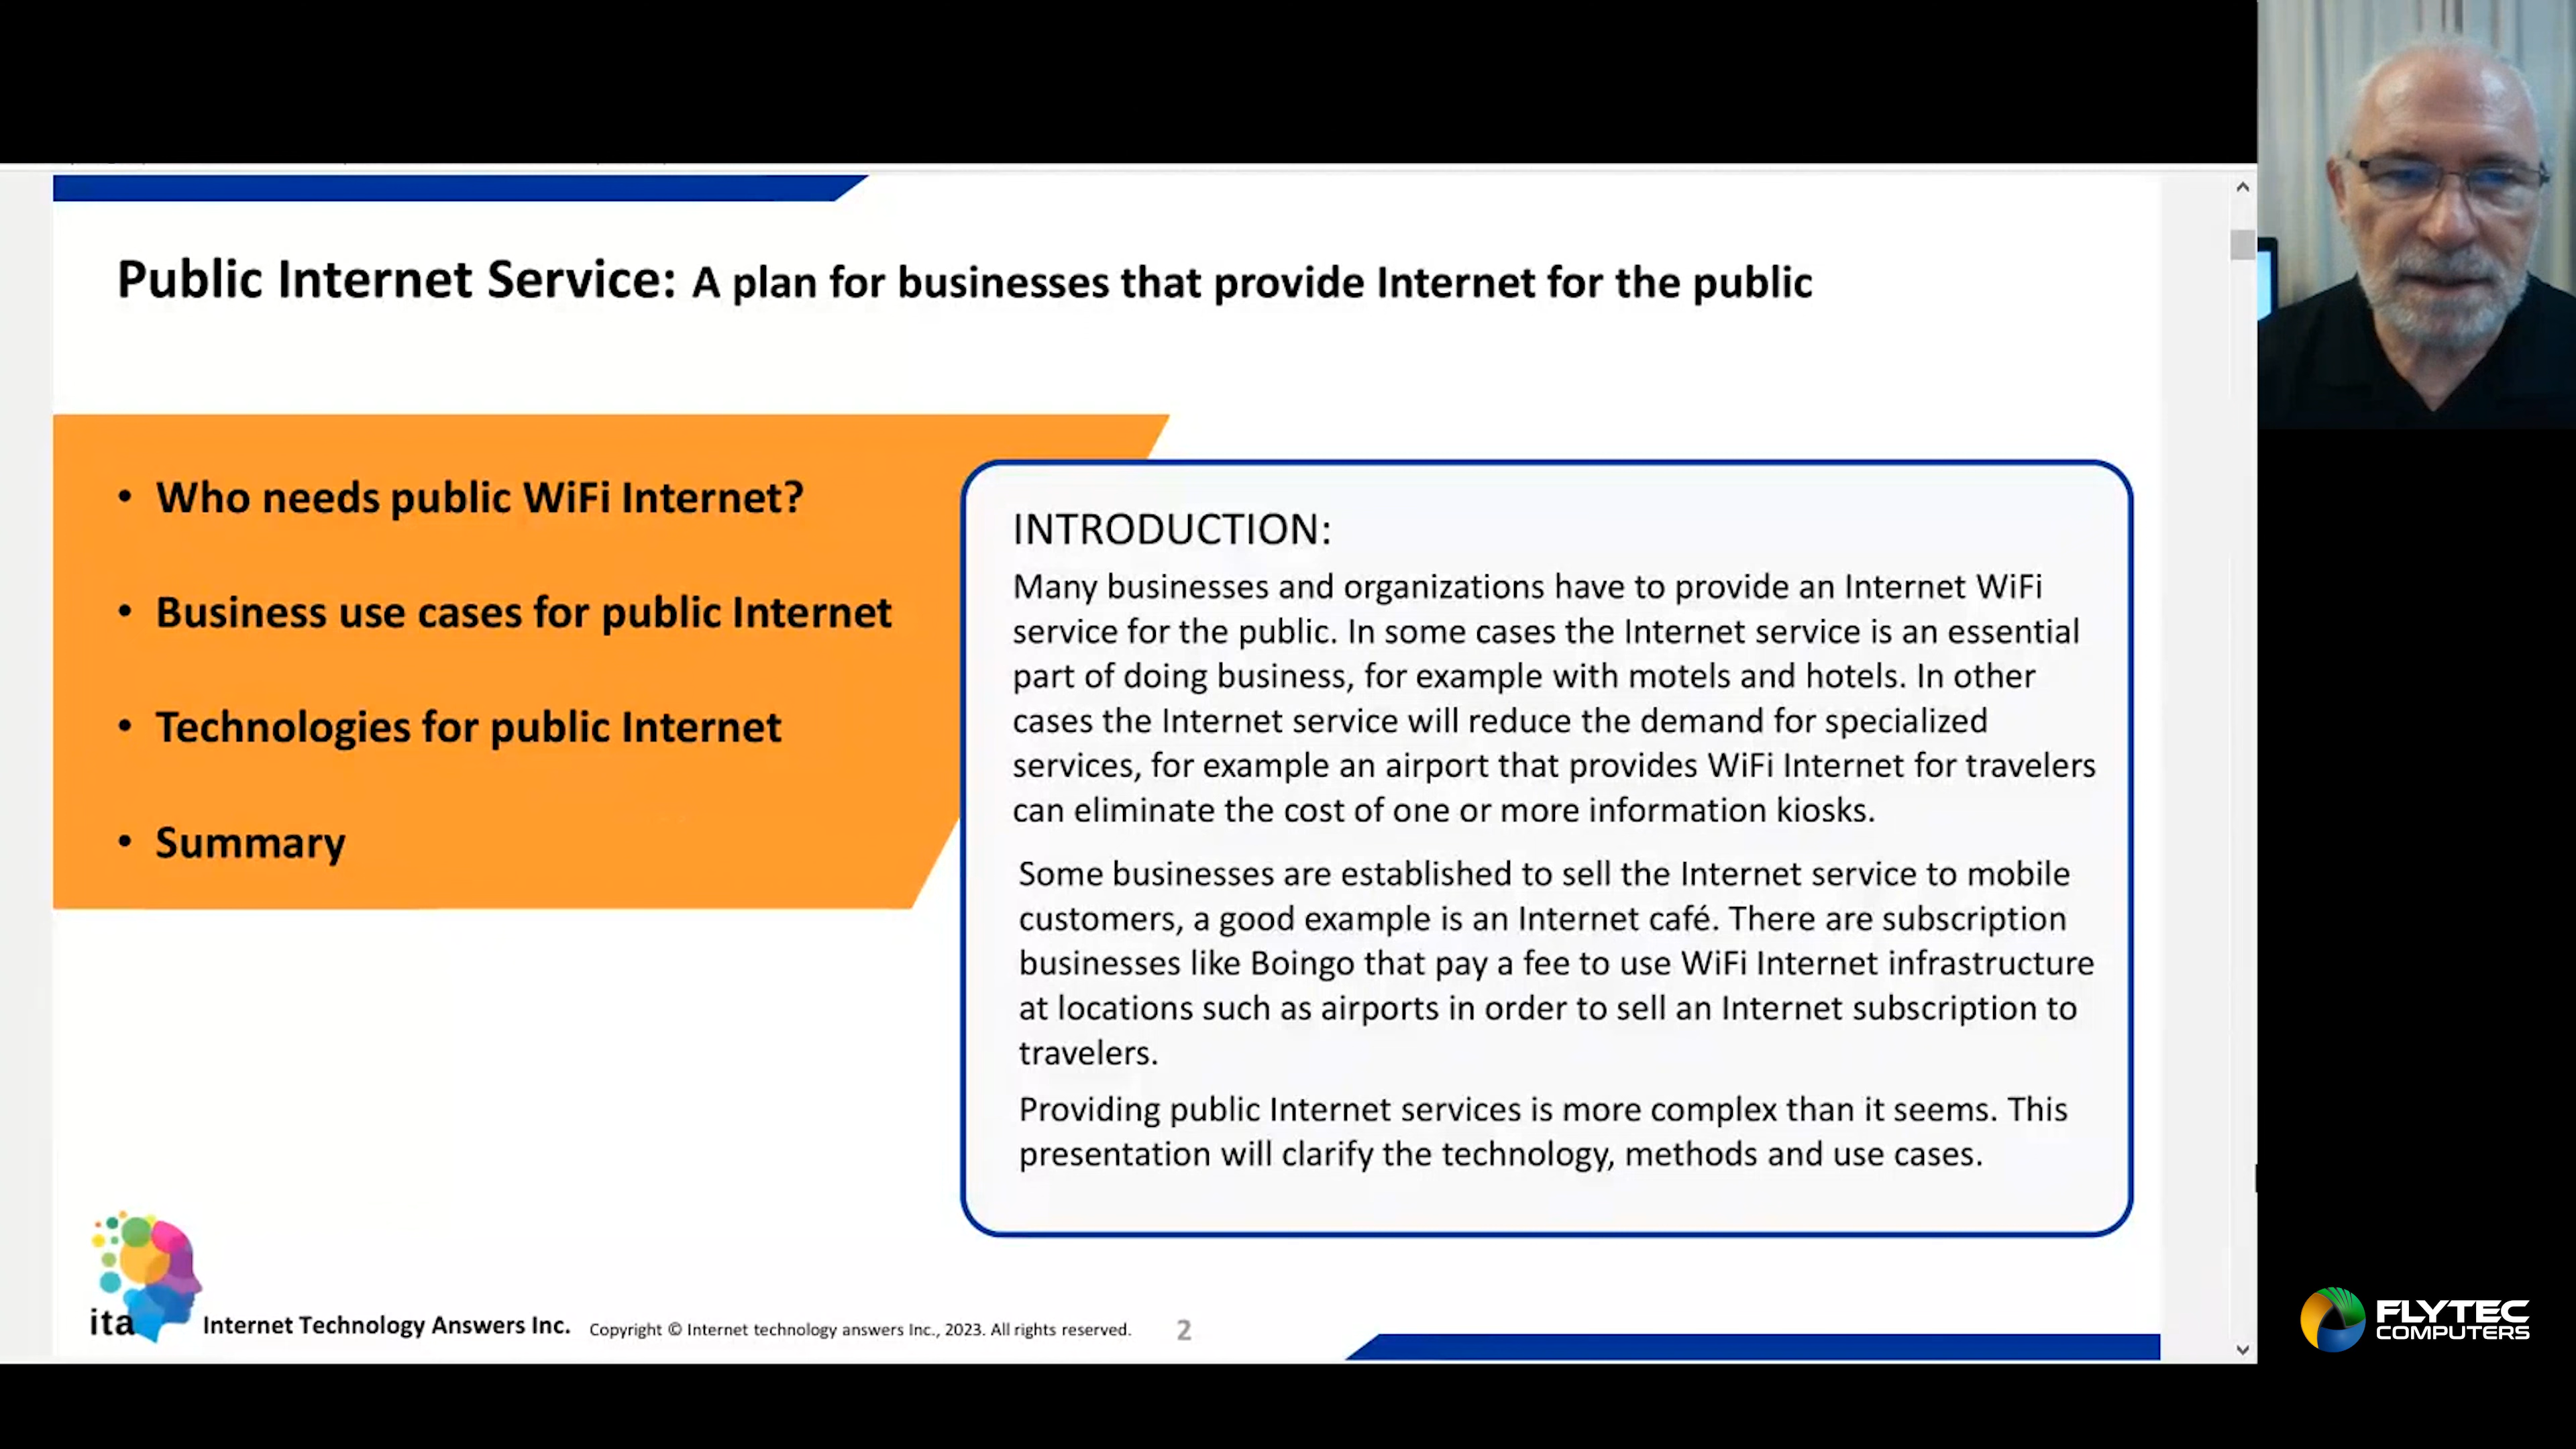 Public Internet Service: A plan for businesses that provide Internet for the public
• Who needs public WiFi Internet?
• Business use cases for public Internet
• Technologies for public Internet
• Summary
INTRODUCTION:
Many businesses and organizations have to provide an Internet WiFi
service for the public. In some cases the Internet service is an essential
part of doing business, for example with motels and hotels. In other
cases the Internet service will reduce the demand for specialized
services, for example an airport that provides WiFi Internet for travelers
can eliminate the cost of one or more information kiosks.
Some businesses are established to sell the Internet service to mobile
customers, a good example is an Internet café. There are subscription
businesses like Boingo that pay a fee to use WiFi Internet infrastructure
at locations such as airports in order to sell an Internet subscription to
travelers.
Providing public Internet services is more complex than it seems. This
presentation will clarify the technology, methods and use cases.
ita
Internet Technology Answers Inc. Copyright © Internet technology answers Inc., 2023. All rights reserved. 2
FLYTEC
COMPUTERS